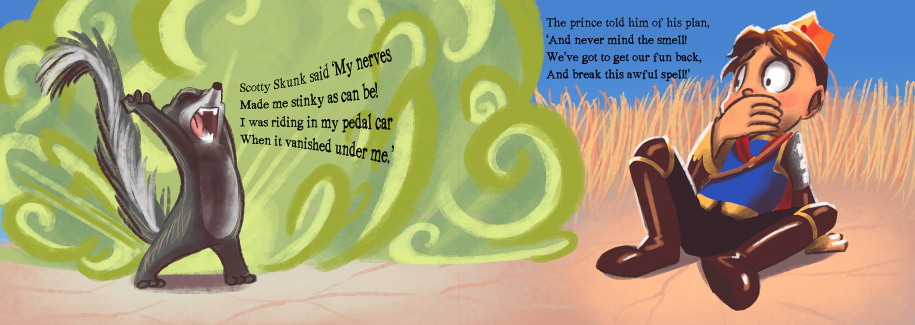 Scotty Skunk said ‘My nerves
Made me stinky as can be!
I was riding in my pedal car
When it vanished under me.’
The prince told him of his plan,
‘And never mind the smell!
We’ve got to get our fun back,
And break this awful spell!’